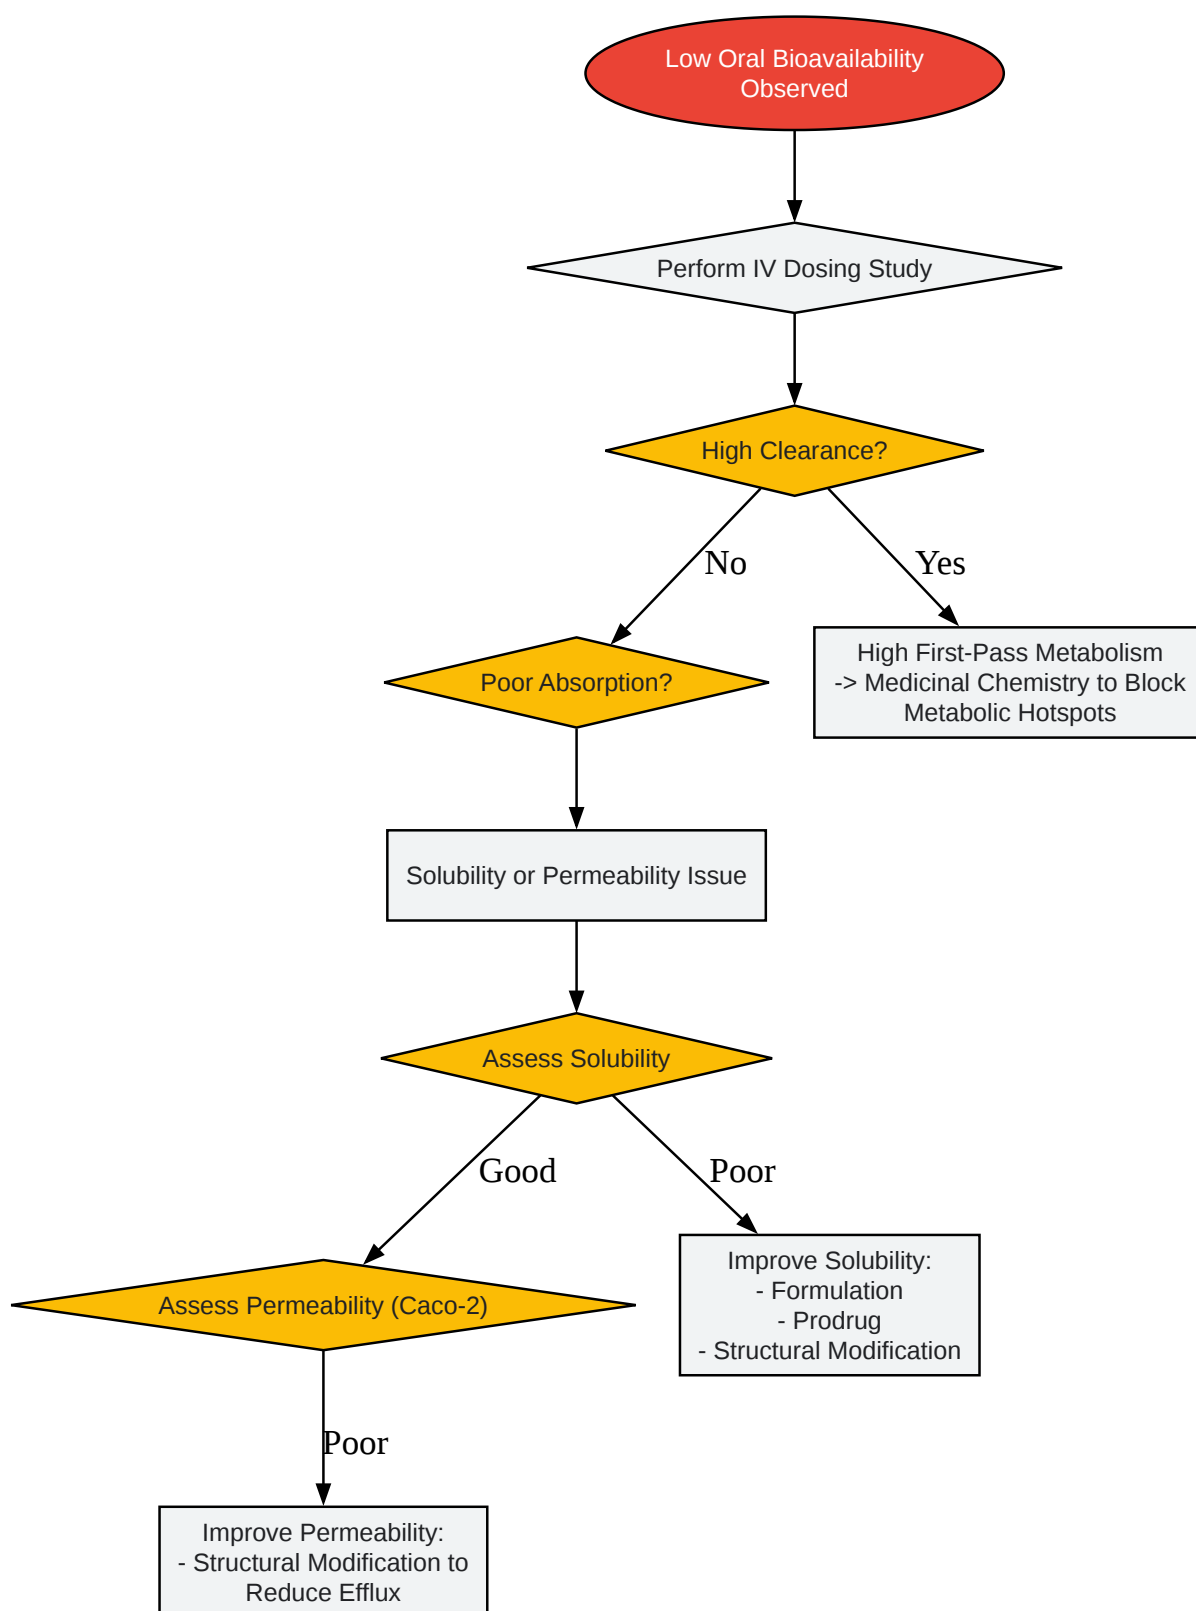 Low Oral Bioavailability
Observed
Perform IV Dosing Study
High Clearance?
No
Yes
Poor Absorption?
High First-Pass Metabolism
-> Medicinal Chemistry to Block
Metabolic Hotspots
Solubility or Permeability Issue
Assess Solubility
Good
Poor
Assess Permeability (Caco-2)
Improve Solubility:
- Formulation
- Prodrug
- Structural Modification
Poor
Improve Permeability:
- Structural Modification to
Reduce Efflux